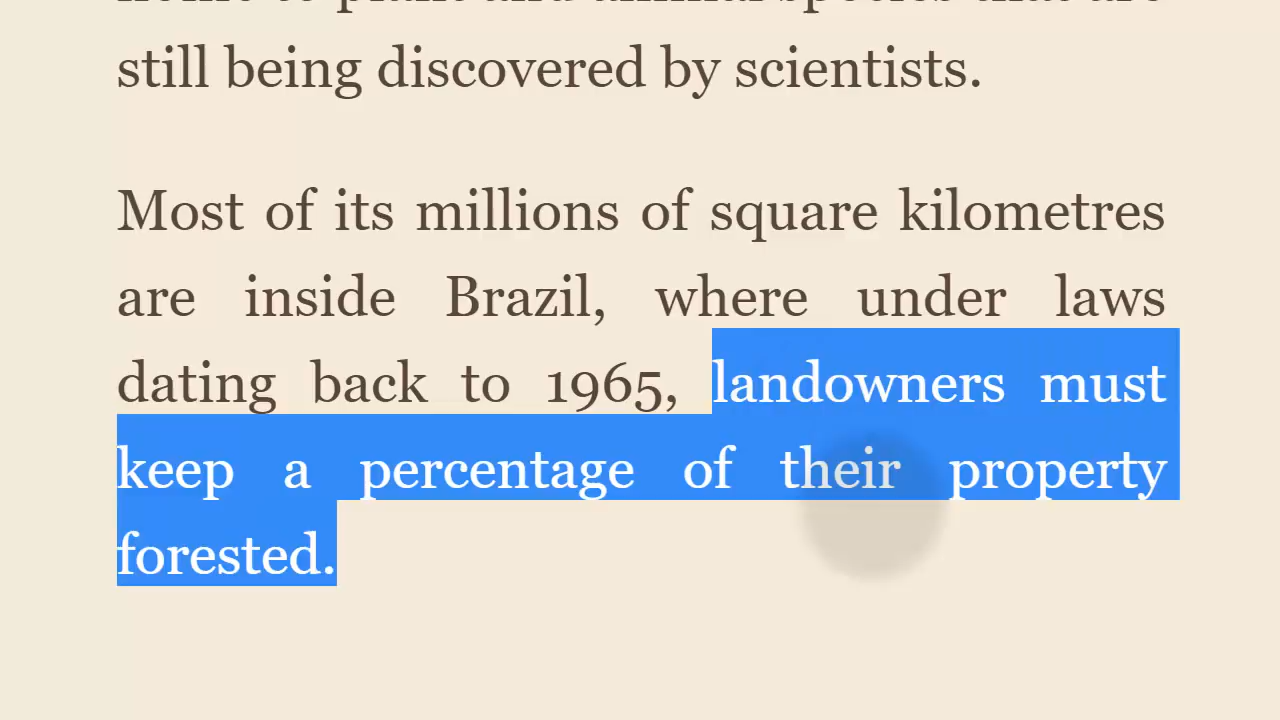 still being discovered by scientists.
Most of its millions of square kilometres
are inside Brazil, where under laws
dating back to 1965, landowners must
keep a percentage of their property
forested.